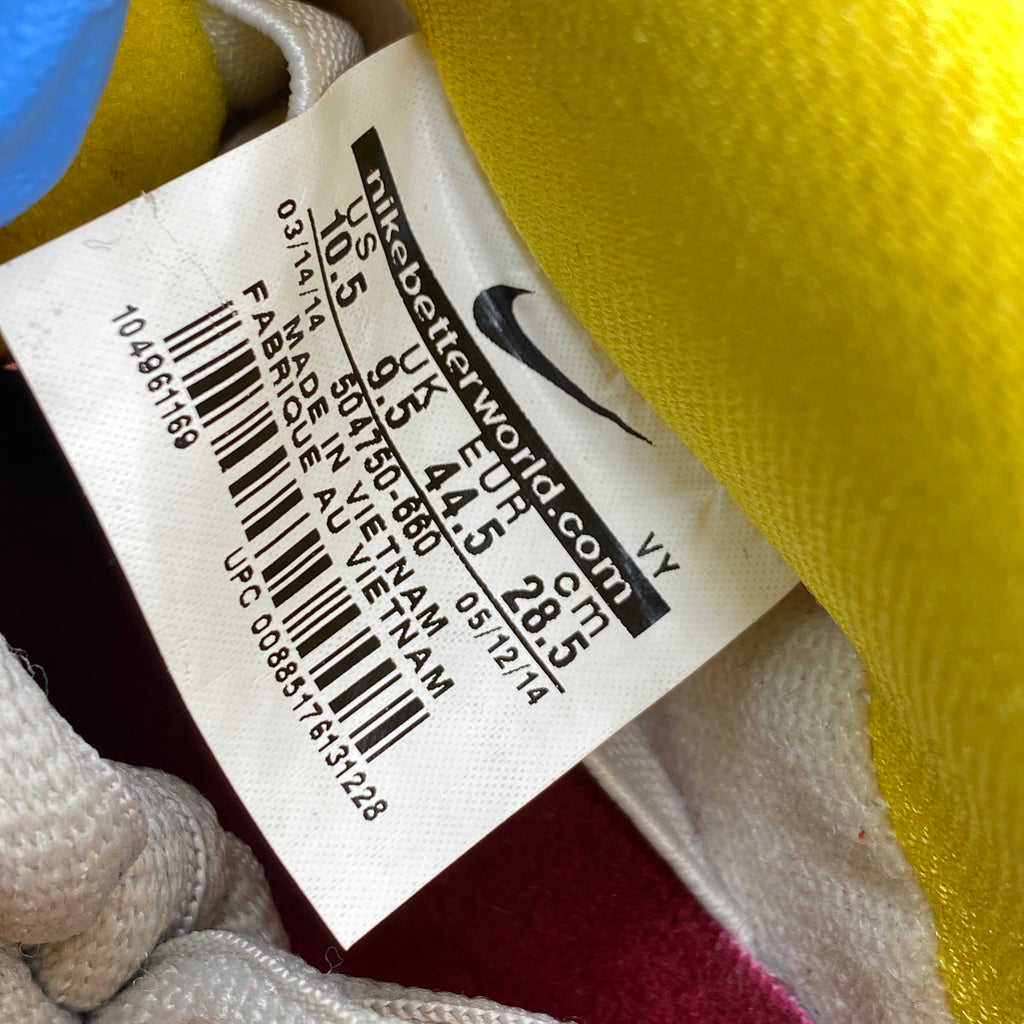 VY
nikebetterworld.com
US UK EUR cm
10.5 9.5 44.5 28.5
03/14/14 504750-660 05/12/14
MADE IN VIETNAM
FABRIQUE AU VIETNAM
104961169 UPC 00885176131228